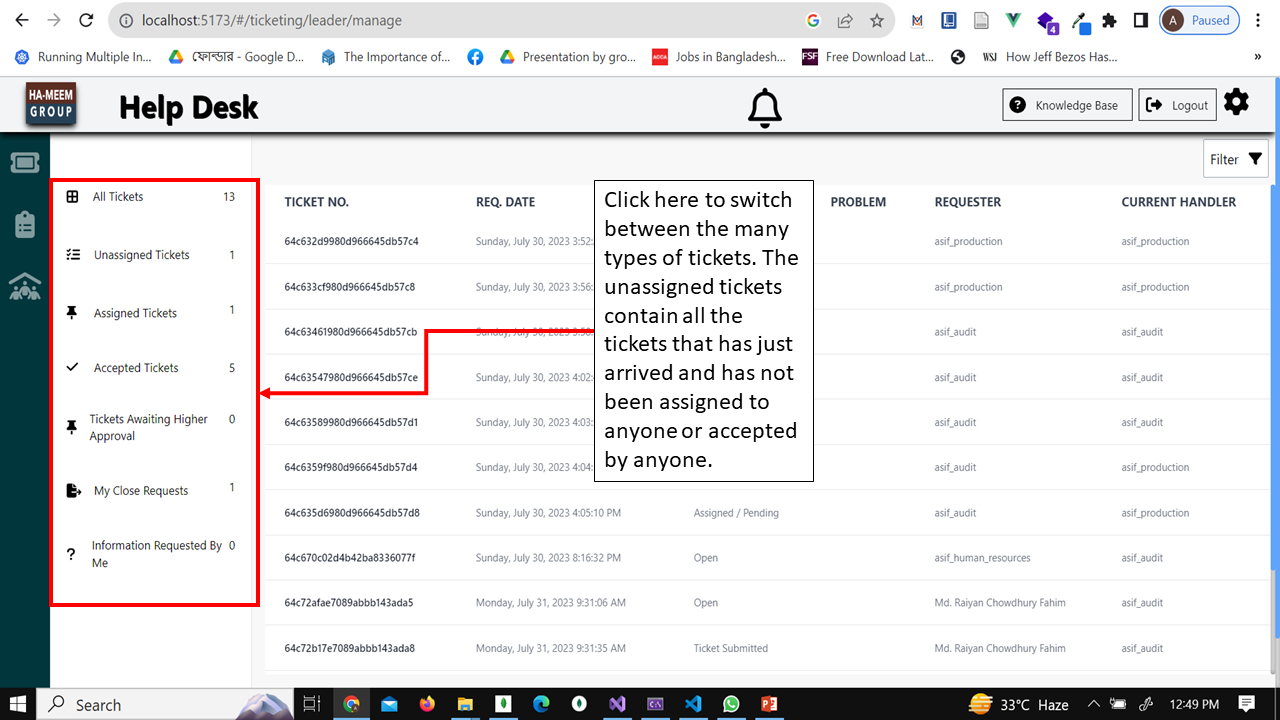 localhost:5173/#/ticketing/leader/manage
A Paused
4
Running Multiple In...
ফোল্ডার - Google D...
The Importance of...
Presentation by gro...
ACCA Jobs in Bangladesh...
FSF Free Download Lat...
WSJ How Jeff Bezos Has...
»
HA-MEEM
GROUP
Help Desk
Knowledge Base
Logout
Filter
All Tickets 13
Unassigned Tickets 1
Assigned Tickets 1
Accepted Tickets 5
Tickets Awaiting Higher 0
Approval
My Close Requests 1
Information Requested By 0
Me
TICKET NO. REQ. DATE PROBLEM REQUESTER CURRENT HANDLER
64c632d9980d966645db57c4 Sunday, July 30, 2023 3:52: asif_production asif_production
64c633cf980d966645db57c8 Sunday, July 30, 2023 3:56: asif_production asif_production
64c63461980d966645db57cb Sunday, July 30, 2023 asif_audit asif_audit
64c63547980d966645db57ce Sunday, July 30, 2023 4:02: asif_audit asif_audit
64c63589980d966645db57d1 Sunday, July 30, 2023 4:03: asif_audit asif_audit
64c6359f980d966645db57d4 Sunday, July 30, 2023 4:04: asif_audit asif_production
64c635d6980d966645db57d8 Sunday, July 30, 2023 4:05:10 PM Assigned / Pending asif_audit asif_production
64c670c02d4b42ba8336077f Sunday, July 30, 2023 8:16:32 PM Open asif_human_resources asif_audit
64c72afae7089abbb143ada5 Monday, July 31, 2023 9:31:06 AM Open Md. Raiyan Chowdhury Fahim asif_audit
64c72b17e7089abbb143ada8 Monday, July 31, 2023 9:31:35 AM Ticket Submitted Md. Raiyan Chowdhury Fahim asif_audit
Click here to switch
between the many
types of tickets. The
unassigned tickets
contain all the
tickets that has just
arrived and has not
been assigned to
anyone or accepted
by anyone.
Search
33°C Haze
12:49 PM